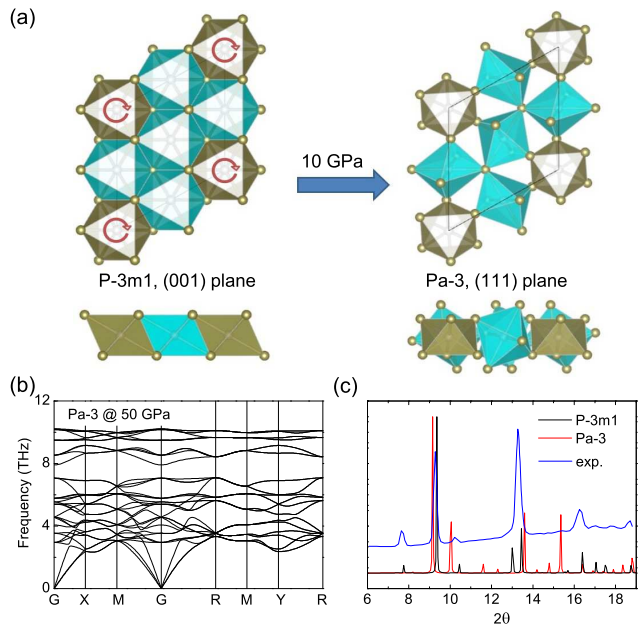 (a)
10 GPa
P-3m1, (001) plane
Pa-3, (111) plane
(b)
(c)
12
8
4
0
Frequency (THz)
Pa-3 @ 50 GPa
G X M G R M Y R
P-3m1
Pa-3
exp.
6 8 10 12 14 16 18
2θ